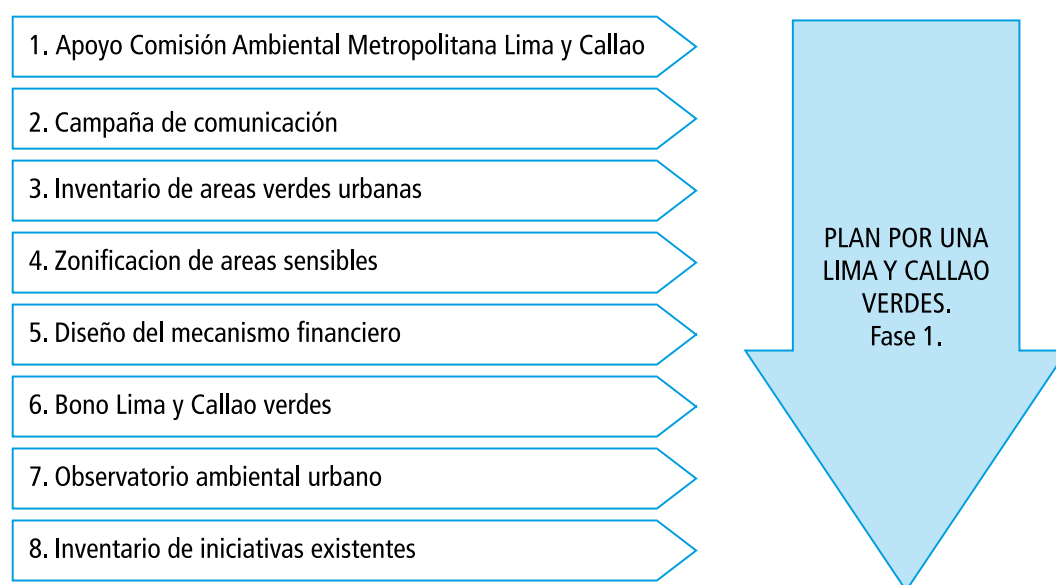 1. Apoyo Comisión Ambiental Metropolitana Lima y Callao
2. Campaña de comunicación
3. Inventario de areas verdes urbanas
4. Zonificacion de areas sensibles
5. Diseño del mecanismo financiero
6. Bono Lima y Callao verdes
7. Observatorio ambiental urbano
8. Inventario de iniciativas existentes
PLAN POR UNA
LIMA Y CALLAO
VERDES.
Fase 1.